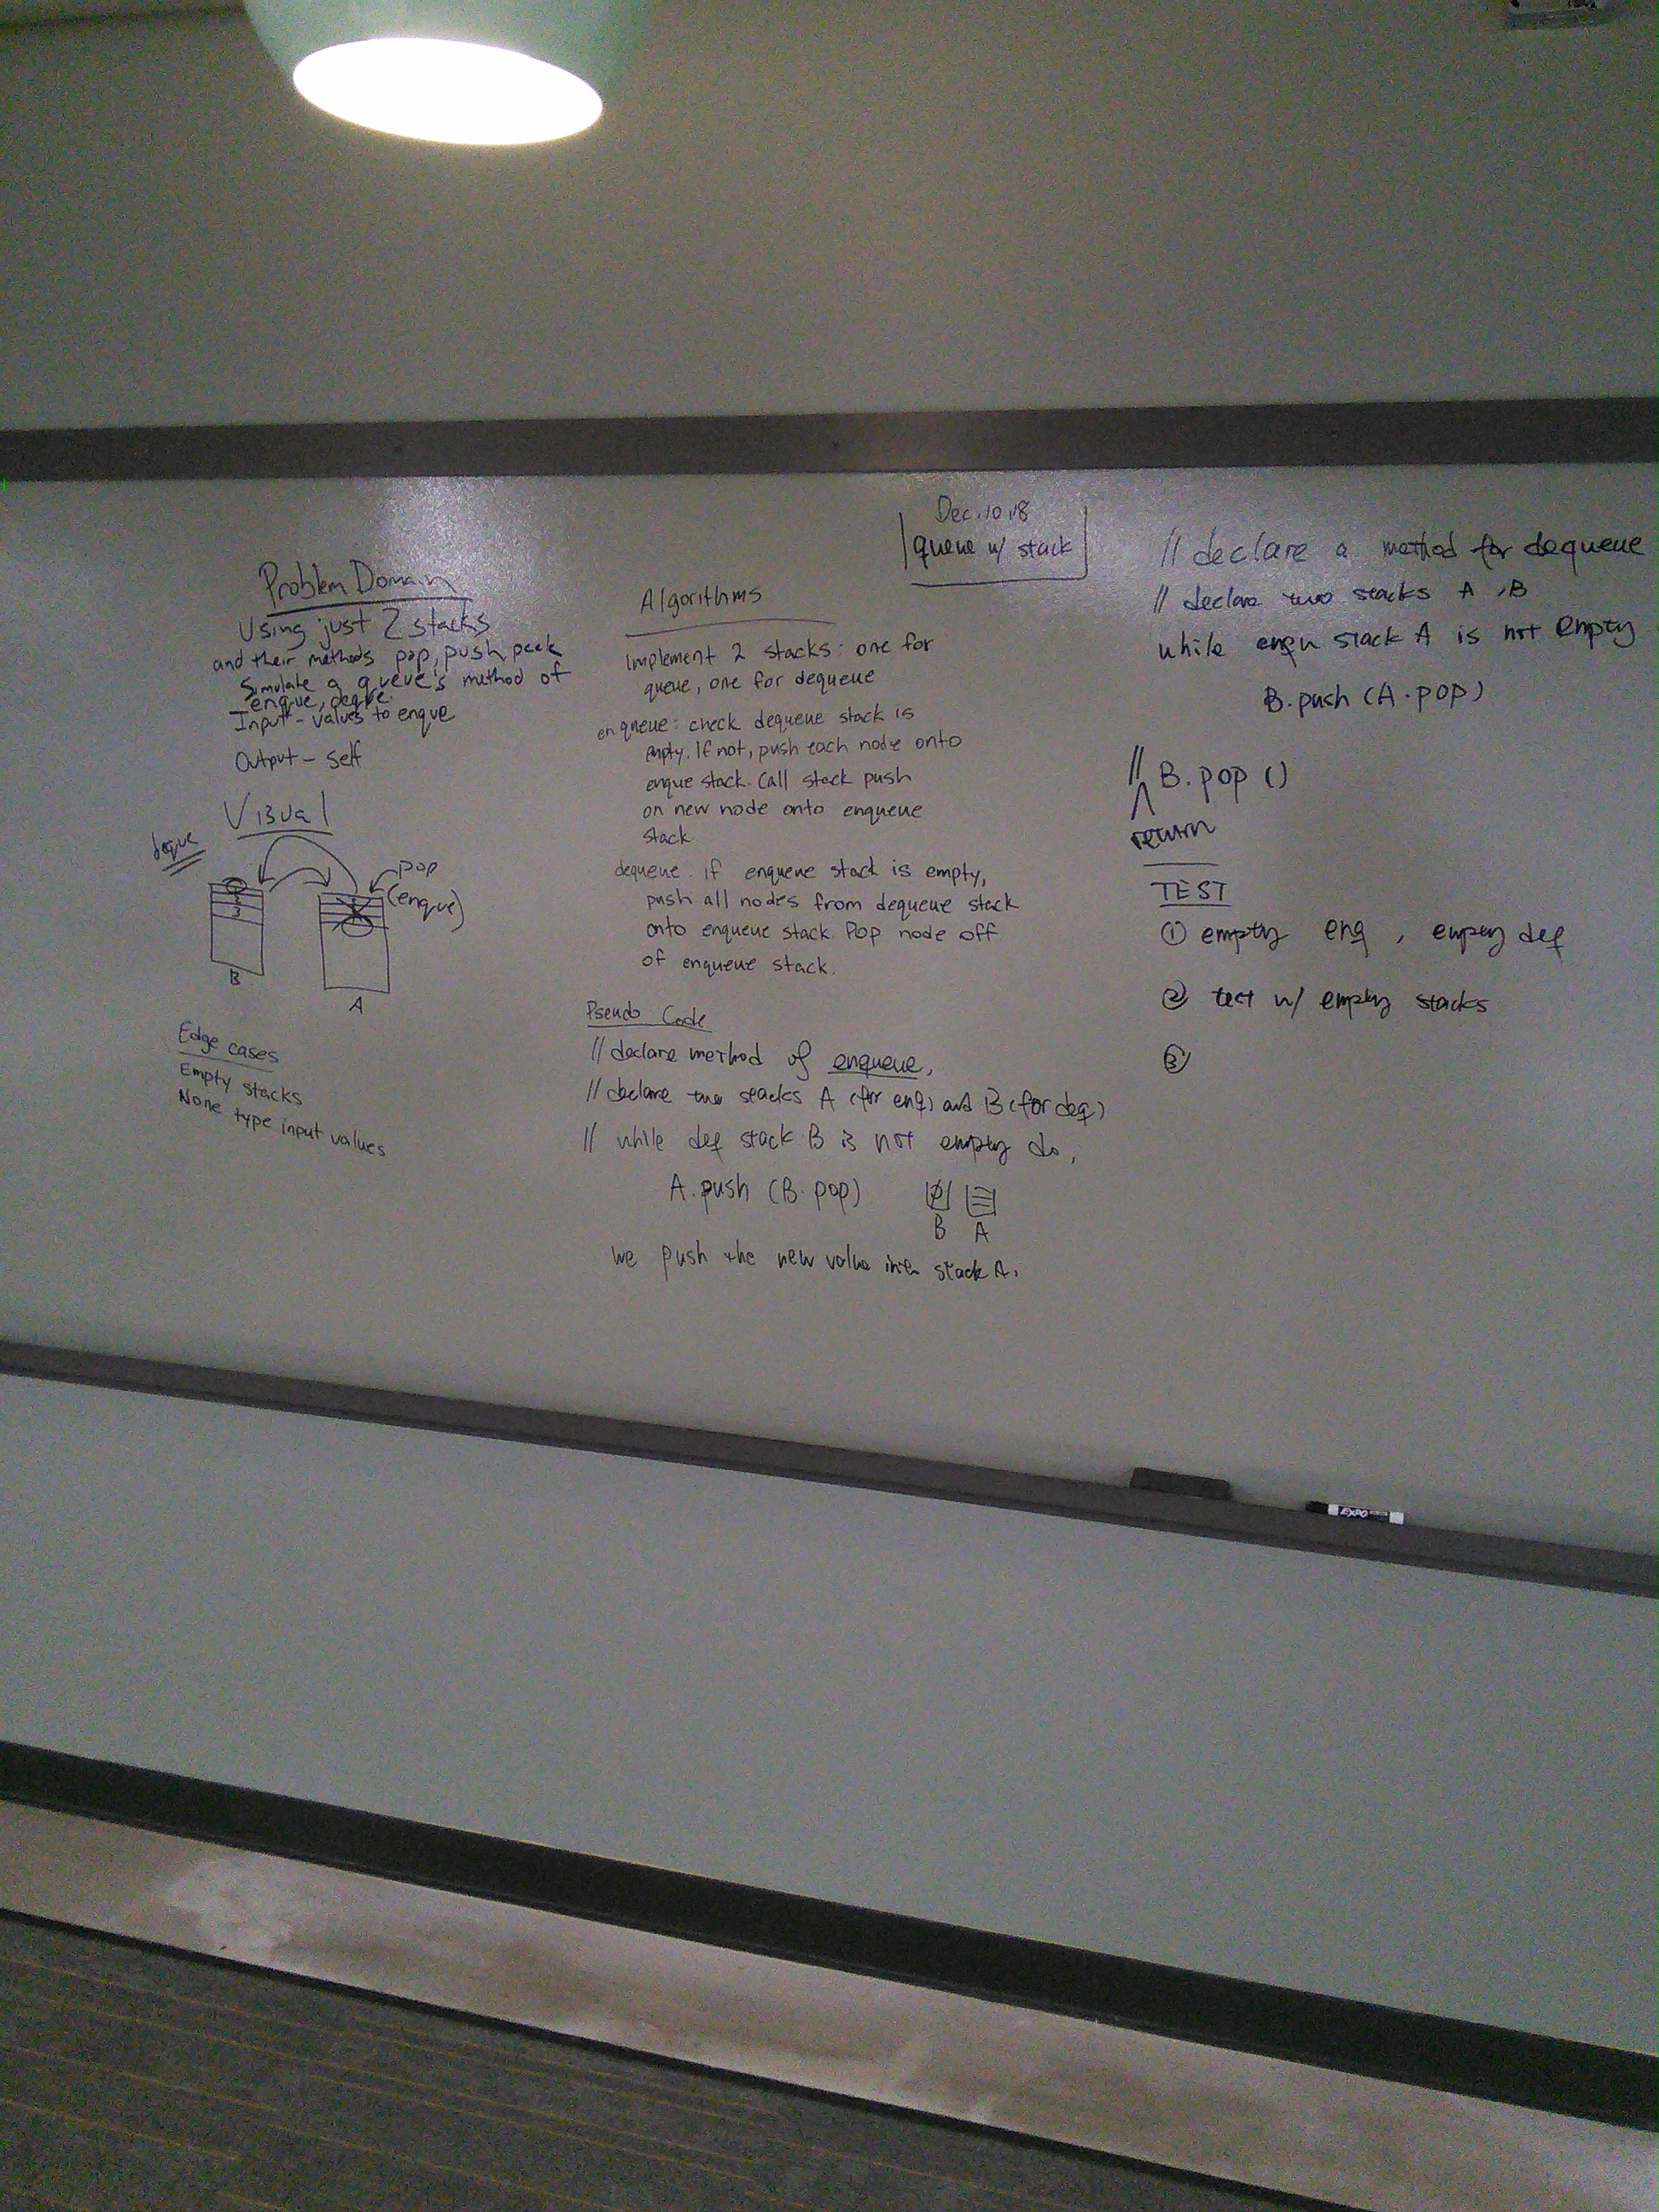 Dec. 10, 18
queue w/ stack
Problem Domain
Using just 2 stacks
and their methods pop, push, peek
Simulate a queue's method of
enque, deque.
Input - values to enque
Output - self
Visual
deque
pop
(enque)
B
A
Edge cases
Empty stacks
None type input values
Algorithms
Implement 2 stacks: one for
queue, one for dequeue
enqueue: check dequeue stack is
empty. If not, push each node onto
enque stack. Call stack push
on new node onto enqueue
stack
dequeue. if enqueue stack is empty,
push all nodes from dequeue stack
onto enqueue stack. Pop node off
of enqueue stack.
Pseudo Code
// declare method of enqueue,
// declare two stacks A (for enq) and B (for deq)
// while deq stack B is not empty do,
A.push (B.pop)
B A
we push the new value into stack A.
// declare a method for dequeue
// declare two stacks A, B
while enqu stack A is not empty
B.push (A.pop)
// B.pop ()
return
TEST
① empty enq, empty deq
② test w/ empty stacks
③
EXPO